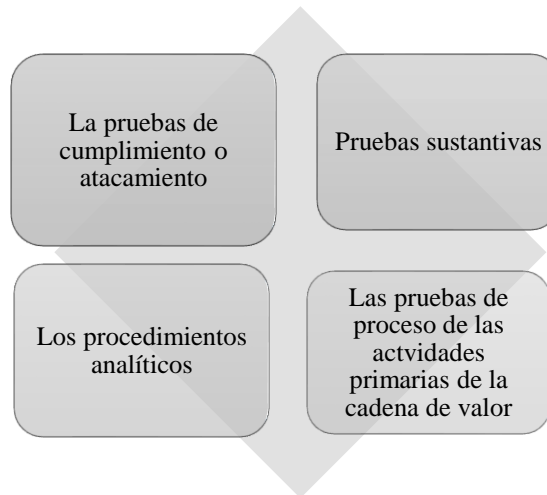 La pruebas de
cumplimiento o
atacamiento
Pruebas sustantivas
Los procedimientos
analíticos
Las pruebas de
proceso de las
actvidades
primarias de la
cadena de valor